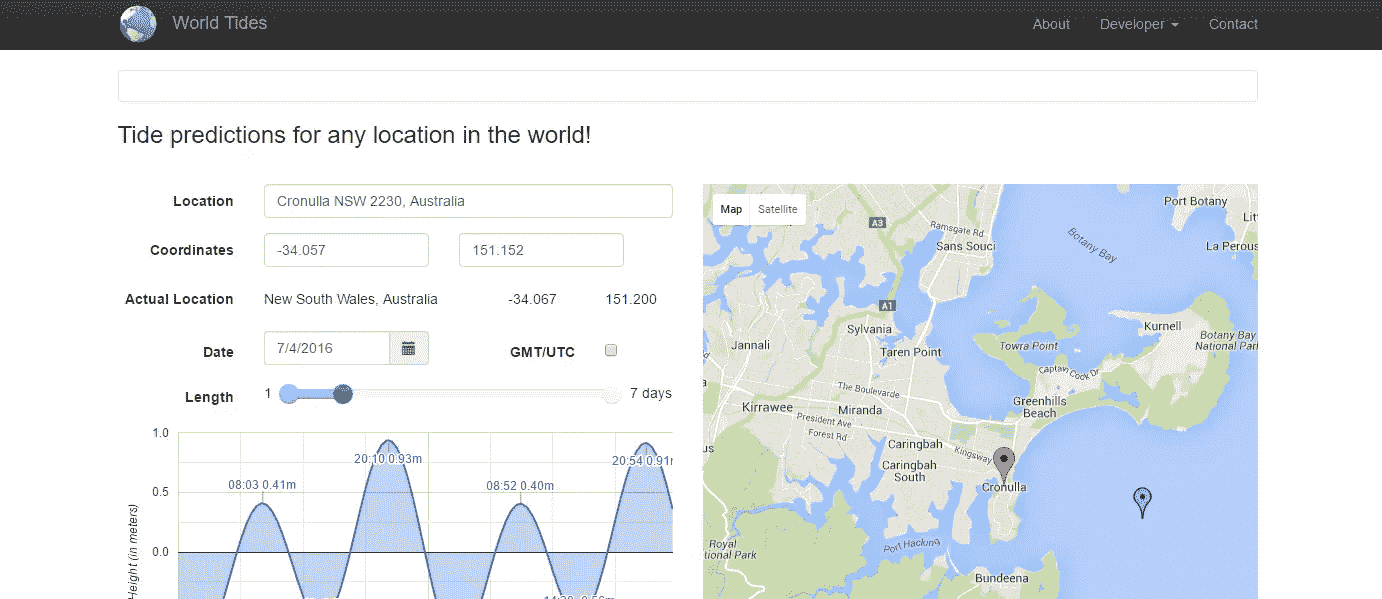 World Tides
About Developer Contact
Tide predictions for any location in the world!
Location Cronulla NSW 2230, Australia
Coordinates -34.057 151.152
Actual Location New South Wales, Australia -34.067 151.200
Date 7/4/2016 GMT/UTC
Length 1 7 days
1.0
0.5
0.0
Height (in meters)
08:03 0.41m
20:10 0.93m
08:52 0.40m
20:54 0.91m
Map Satellite
A3
Port Botany
Ramsgate Rd
Sans Souci
Botany Bay
La Perous
A1
Sylvania
Kurnell
Jannali
Taren Point
Towra Point
Botany Bay
National Park
Captain Cook Dr
The Boulevarde
Greenhills
Beach
Kirrawee
Miranda
President Ave
Forest Rd
Caringbah
Kingsway
Caringbah
South
Cronulla
Royal
tional Park
Port Hacking
Bundeena